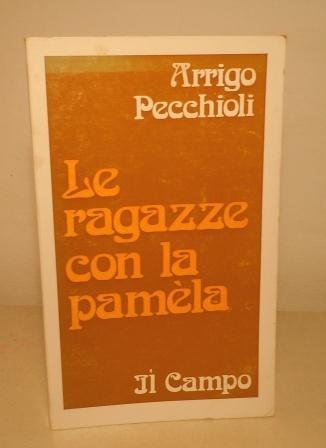 Arrigo
Pecchioli
Le
ragazze
con la
pamèla
Il Campo